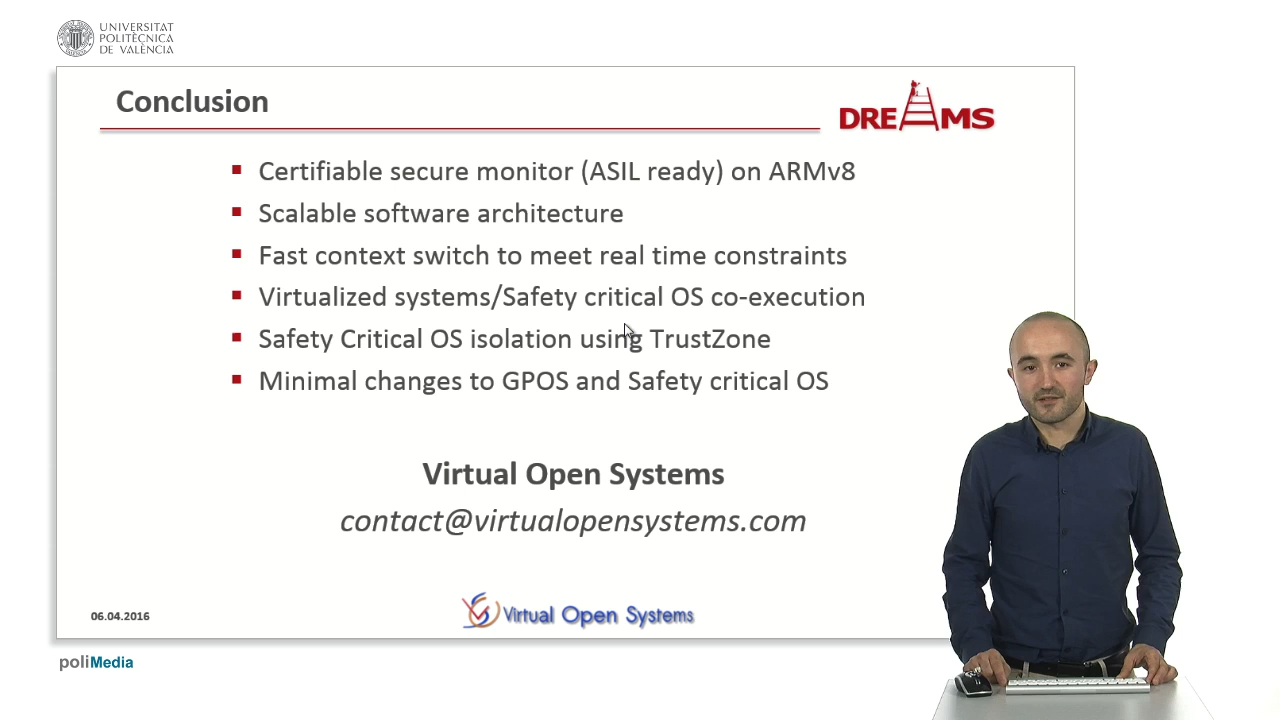 UNIVERSITAT
POLITÈCNICA
DE VALÈNCIA
Conclusion
DREAMS
Certifiable secure monitor (ASIL ready) on ARMv8
Scalable software architecture
Fast context switch to meet real time constraints
Virtualized systems/Safety critical OS co-execution
Safety Critical OS isolation using TrustZone
Minimal changes to GPOS and Safety critical OS
Virtual Open Systems
contact@virtualopensystems.com
06.04.2016
Virtual Open Systems
poliMedia